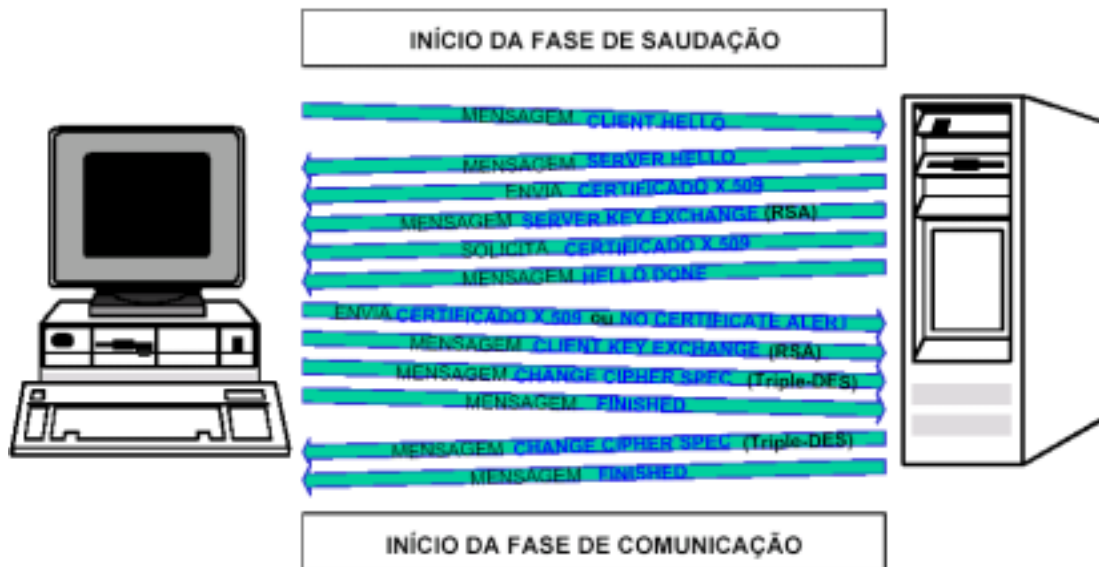 INÍCIO DA FASE DE SAUDAÇÃO
MENSAGEM CLIENT HELLO
MENSAGEM SERVER HELLO
ENVIA CERTIFICADO X.509
MENSAGEM SERVER KEY EXCHANGE (RSA)
SOLICITA CERTIFICADO X.509
MENSAGEM HELLO DONE
ENVIA CERTIFICADO X.509 ou NO CERTIFICATE ALERT
MENSAGEM CLIENT KEY EXCHANGE (RSA)
MENSAGEM CHANGE CIPHER SPEC (Triple-DES)
MENSAGEM FINISHED
MENSAGEM CHANGE CIPHER SPEC (Triple-DES)
MENSAGEM FINISHED
INÍCIO DA FASE DE COMUNICAÇÃO